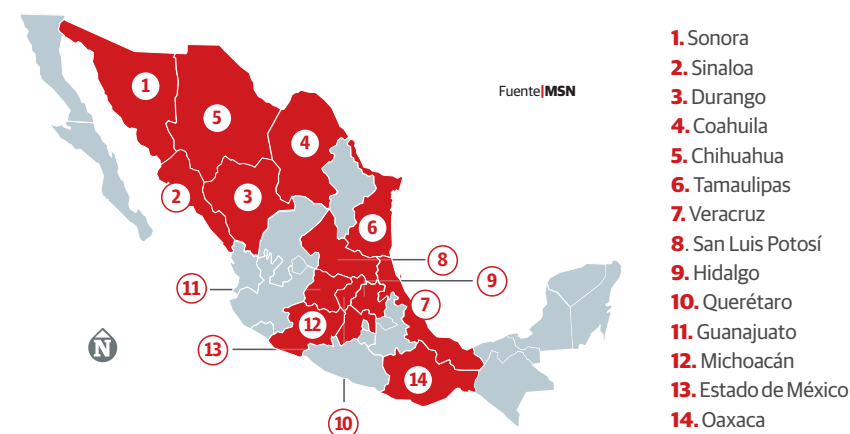 Fuente|MSN
1
5
4
2
3
6
8
9
11
7
12
13
14
10
N
1. Sonora
2. Sinaloa
3. Durango
4. Coahuila
5. Chihuahua
6. Tamaulipas
7. Veracruz
8. San Luis Potosí
9. Hidalgo
10. Querétaro
11. Guanajuato
12. Michoacán
13. Estado de México
14. Oaxaca